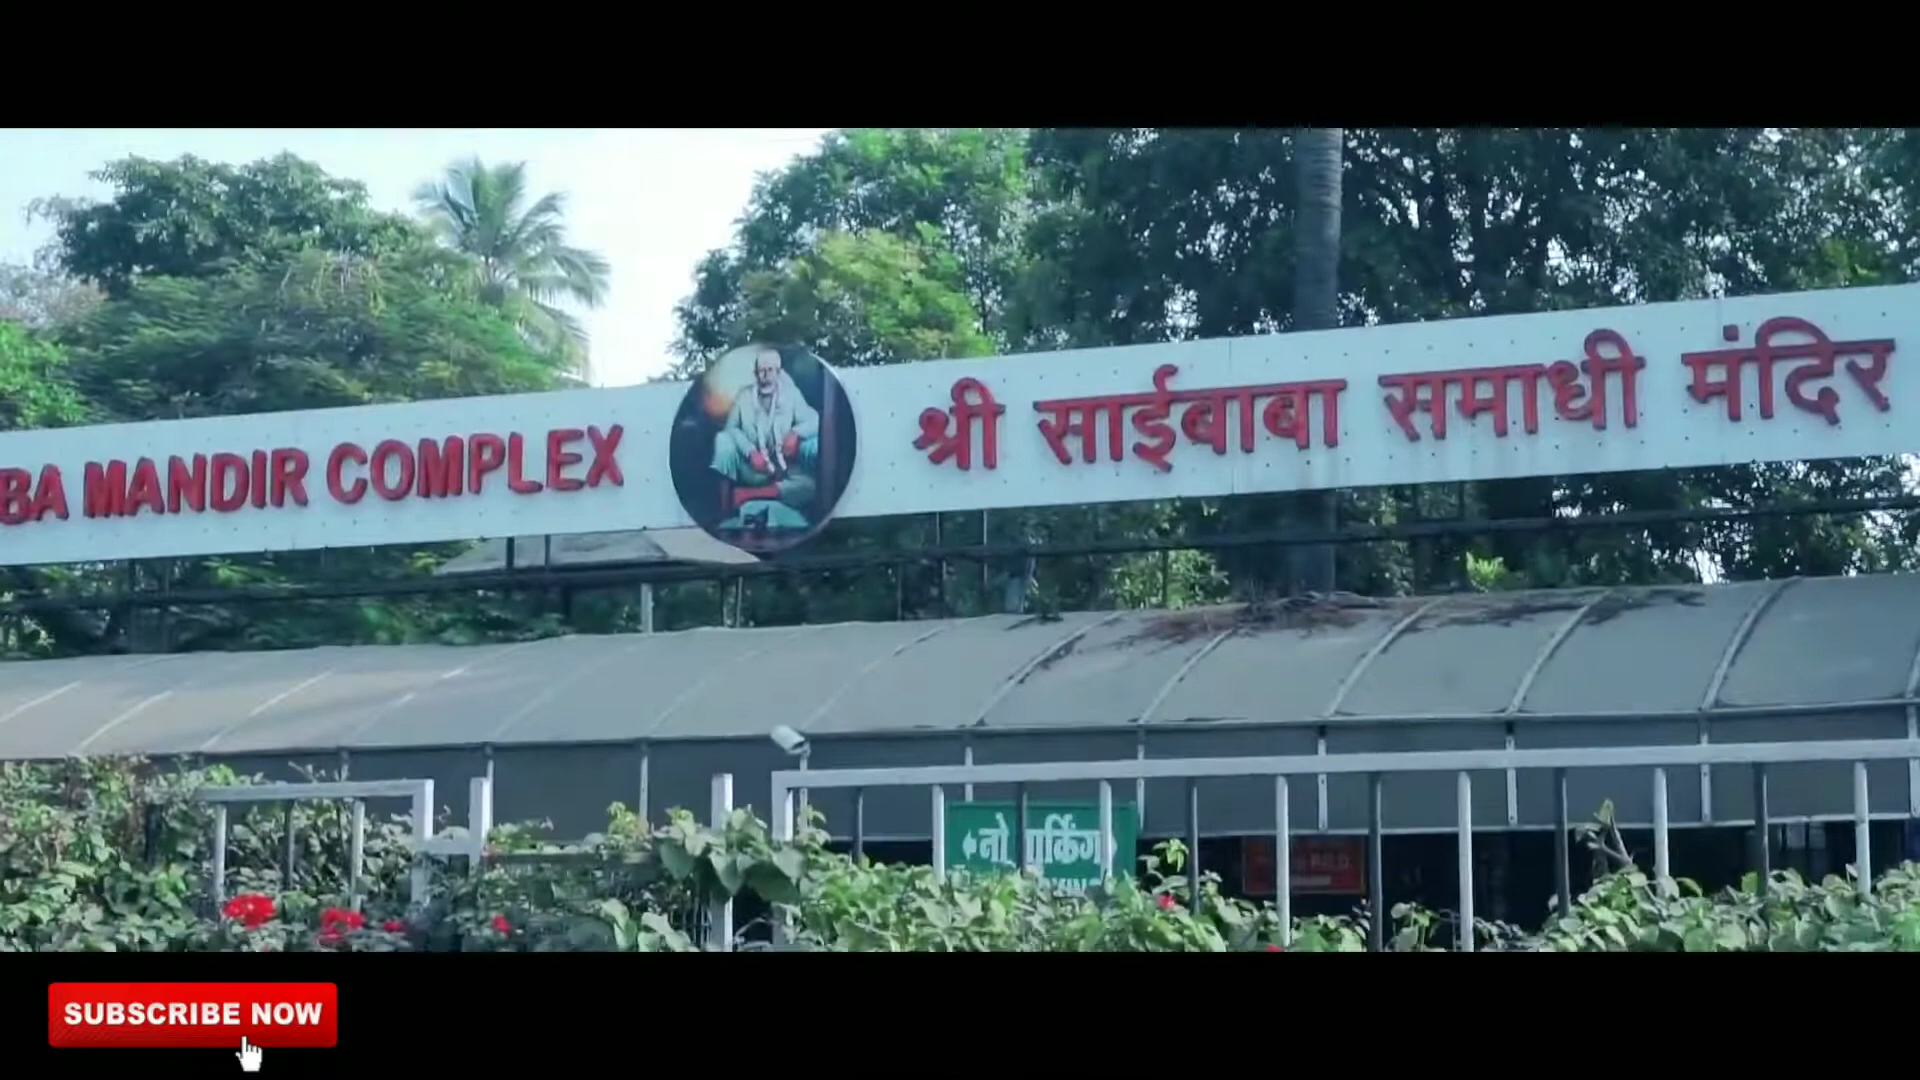 BA MANDIR COMPLEX
श्री साईबाबा समाधी मंदिर
नो पार्किंग
SUBSCRIBE NOW